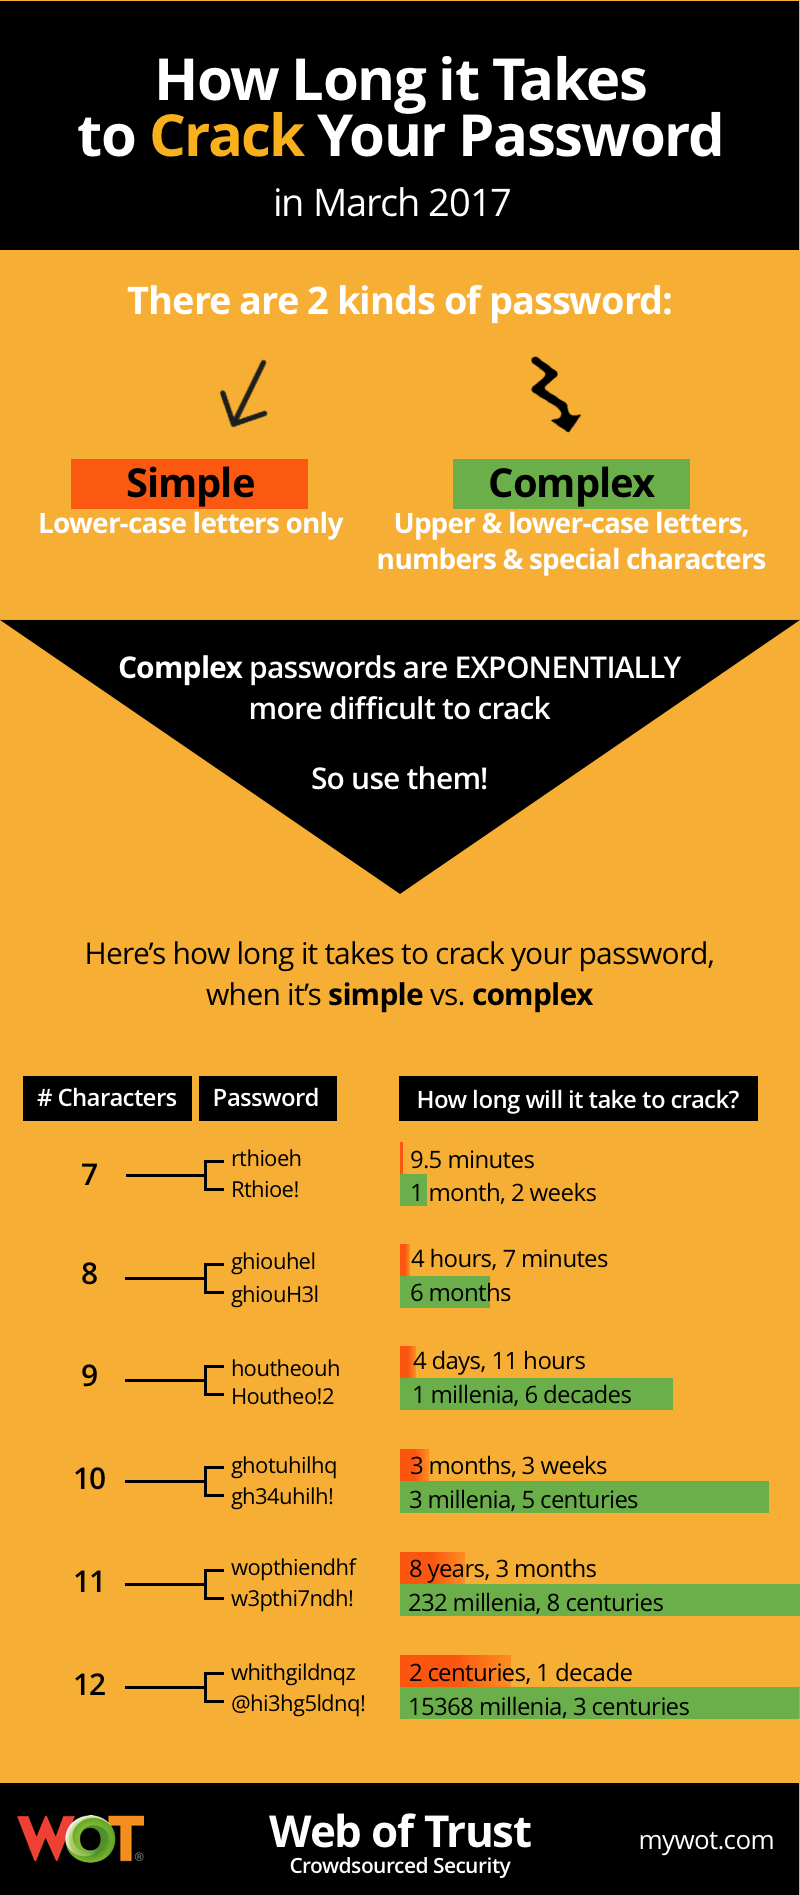 How Long it Takes
to Crack Your Password
in March 2017
There are 2 kinds of password:
Simple
Lower-case letters only
Complex
Upper & lower-case letters,
numbers & special characters
Complex passwords are EXPONENTIALLY
more difficult to crack
So use them!
Here's how long it takes to crack your password,
when it's simple vs. complex
# Characters
Password
How long will it take to crack?
7
rthioeh
9.5 minutes
Rthioe!
1 month, 2 weeks
8
ghiouhel
4 hours, 7 minutes
ghiouH3l
6 months
9
houtheouh
4 days, 11 hours
Houtheo!2
1 millenia, 6 decades
10
ghotuhilhq
3 months, 3 weeks
gh34uhilh!
3 millenia, 5 centuries
11
wopthiendhf
8 years, 3 months
w3pthi7ndh!
232 millenia, 8 centuries
12
whithgildnqz
2 centuries, 1 decade
@hi3hg5ldnq!
15368 millenia, 3 centuries
WOT®
Web of Trust
Crowdsourced Security
mywot.com